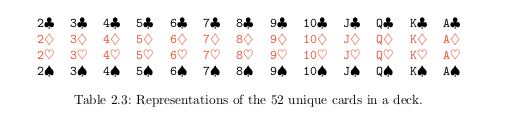 2♣ 3♣ 4♣ 5♣ 6♣ 7♣ 8♣ 9♣ 10♣ J♣ Q♣ K♣ A♣
2♢ 3♢ 4♢ 5♢ 6♢ 7♢ 8♢ 9♢ 10♢ J♢ Q♢ K♢ A♢
2♡ 3♡ 4♡ 5♡ 6♡ 7♡ 8♡ 9♡ 10♡ J♡ Q♡ K♡ A♡
2♠ 3♠ 4♠ 5♠ 6♠ 7♠ 8♠ 9♠ 10♠ J♠ Q♠ K♠ A♠
Table 2.3: Representations of the 52 unique cards in a deck.